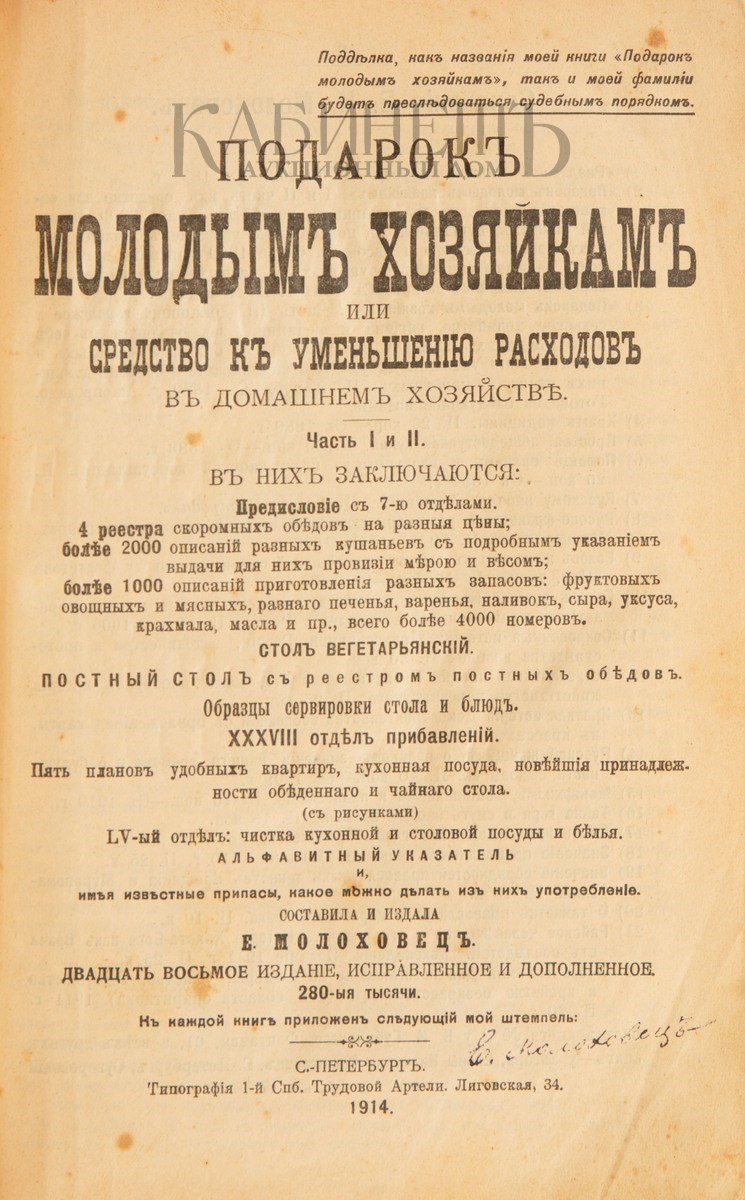 Поддѣлка, какъ названія моей книги «Подарокъ
молодымъ хозяйкамъ», такъ и моей фамиліи
будетъ преслѣдоваться судебнымъ порядкомъ.
КАБИНЕТЪ
АУКЦИОННЫЙ ДОМ
ПОДАРОКЪ
МОЛОДЫМЪ ХОЗЯЙКАМЪ
ИЛИ
СРЕДСТВО КЪ УМЕНЬШЕНІЮ РАСХОДОВЪ
ВЪ ДОМАШНЕМЪ ХОЗЯЙСТВѢ.
Часть I и II.
ВЪ НИХЪ ЗАКЛЮЧАЮТСЯ:
Предисловіе съ 7-ю отдѣлами.
4 реестра скоромныхъ обѣдовъ на разныя цѣны;
болѣе 2000 описаній разныхъ кушаньевъ съ подробнымъ указаніемъ
выдачи для нихъ провизіи мѣрою и вѣсомъ;
болѣе 1000 описаній приготовленія разныхъ запасовъ: фруктовыхъ
овощныхъ и мясныхъ, разнаго печенья, варенья, наливокъ, сыра, уксуса,
крахмала, масла и пр., всего болѣе 4000 номеровъ.
СТОЛЪ ВЕГЕТАРЬЯНСКІЙ.
ПОСТНЫЙ СТОЛЪ съ реестромъ постныхъ обѣдовъ.
Образцы сервировки стола и блюдъ.
XXXVIII отдѣлъ прибавленій.
Пять плановъ удобныхъ квартиръ, кухонная посуда, новѣйшія принадлеж-
ности обѣденнаго и чайнаго стола.
(съ рисунками)
LV-ый отдѣлъ: чистка кухонной и столовой посуды и бѣлья.
АЛЬФАВИТНЫЙ УКАЗАТЕЛЬ
и,
имѣя извѣстные припасы, какое можно дѣлать изъ нихъ употребленіе.
СОСТАВИЛА И ИЗДАЛА
Е. МОЛОХОВЕЦЪ.
ДВАДЦАТЬ ВОСЬМОЕ ИЗДАНІЕ, ИСПРАВЛЕННОЕ И ДОПОЛНЕННОЕ.
280-ыя тысячи.
Къ каждой книгѣ приложенъ слѣдующій мой штемпель:
Е. Молоховецъ
С.-ПЕТЕРБУРГЪ.
Типографія 1-й Спб. Трудовой Артели. Лиговская, 34.
1914.